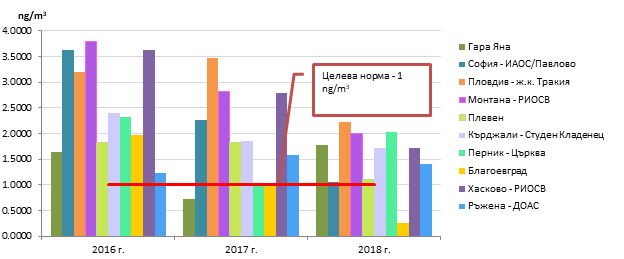 ng/m³
4.0000
3.5000
3.0000
2.5000
2.0000
1.5000
1.0000
0.5000
0.0000
2016 г.
2017 г.
2018 г.
Целева норма - 1
ng/m³
Гара Яна
София - ИАОС/Павлово
Пловдив - ж.к. Тракия
Монтана - РИОСВ
Плевен
Кърджали - Студен Кладенец
Перник - Църква
Благоевград
Хасково - РИОСВ
Ръжена - ДОАС